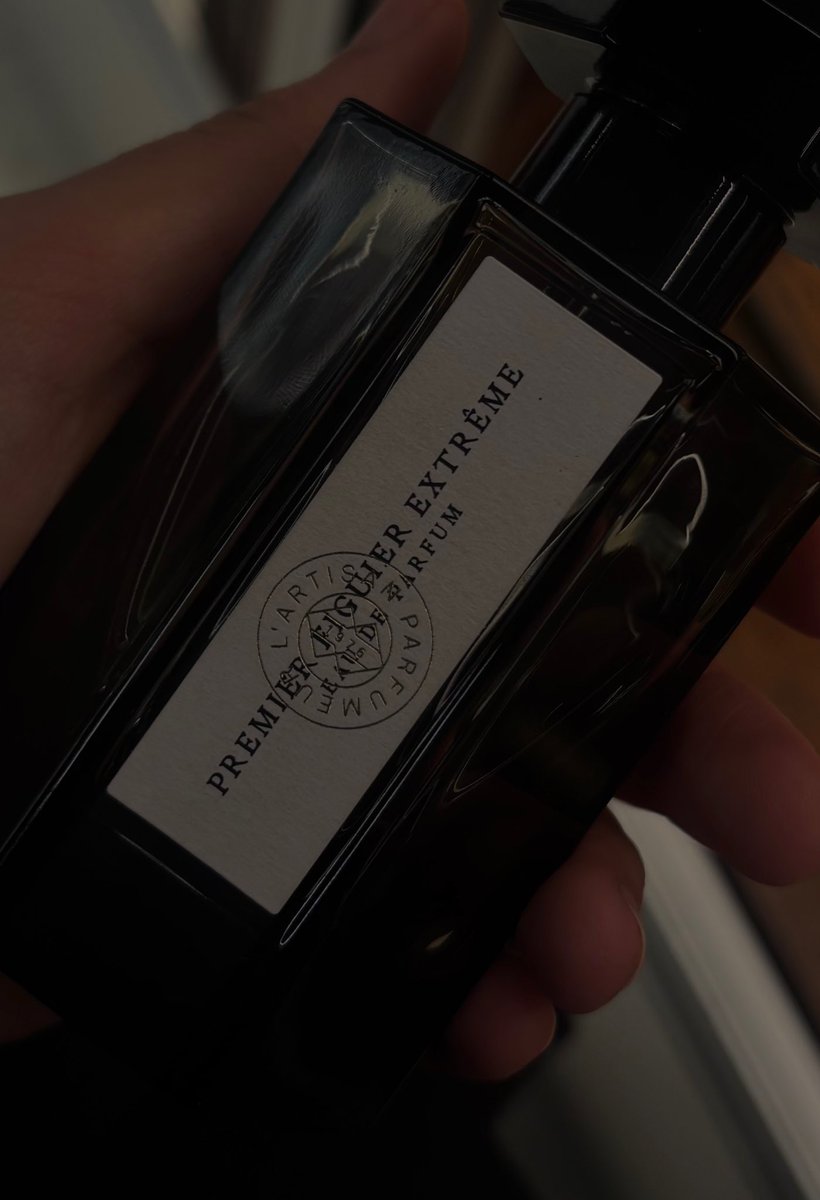 PREMIER FIGUIER EXTRÊME
EAU DE PARFUM
L'ARTISAN PARFUMEUR